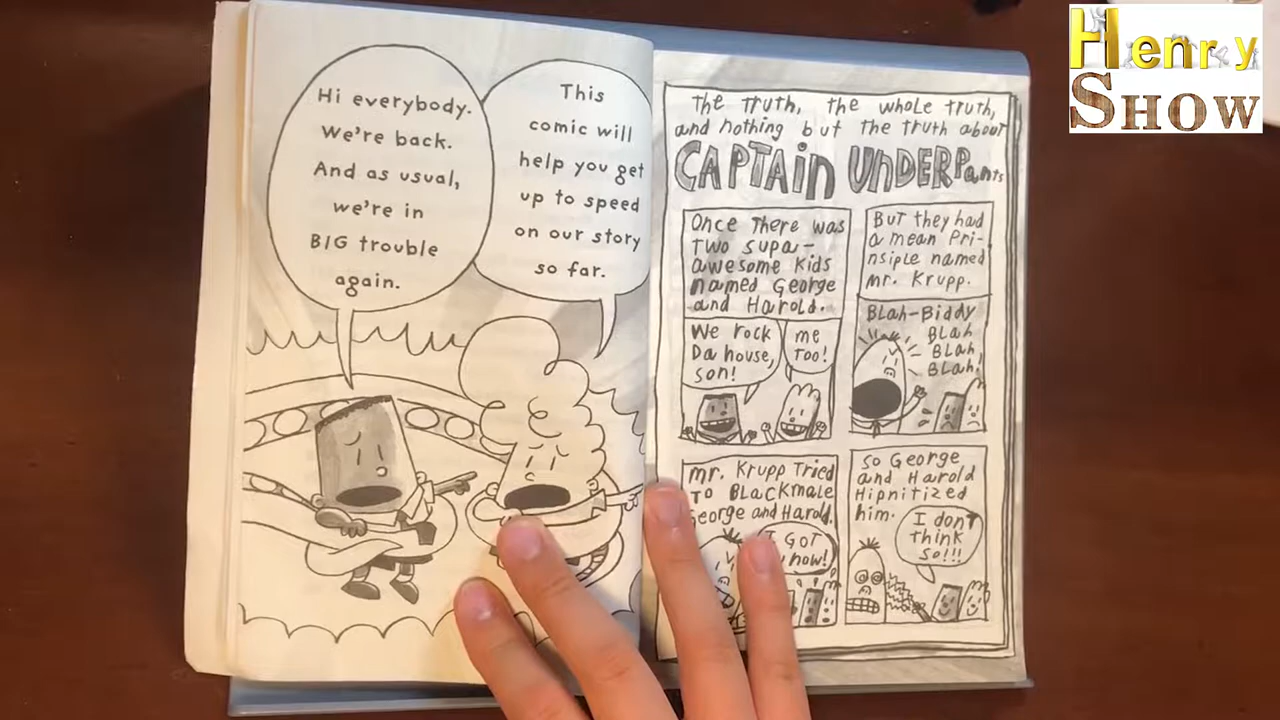 Hi everybody.
We're back.
And as usual,
we're in
BIG trouble
again.
This
comic will
help you get
up to speed
on our story
so far.
The Truth, the whole truth,
and nothing but the truth about
CAPTAIN UNDERPants
Once There was
Two supa-
awesome kids
named George
and Harold.
We rock
Da house,
son!
me
Too!
But they had
a mean Pri-
nsiple named
mr. Krupp.
BLah-Biddy
BLah
BLah
BLah!
mr. Krupp Tried
To BLackmale
George and Harold.
I GOT
now!
So George
and Harold
Hipnitized
him.
I donT
Think
so!!!
Henry
SHOW